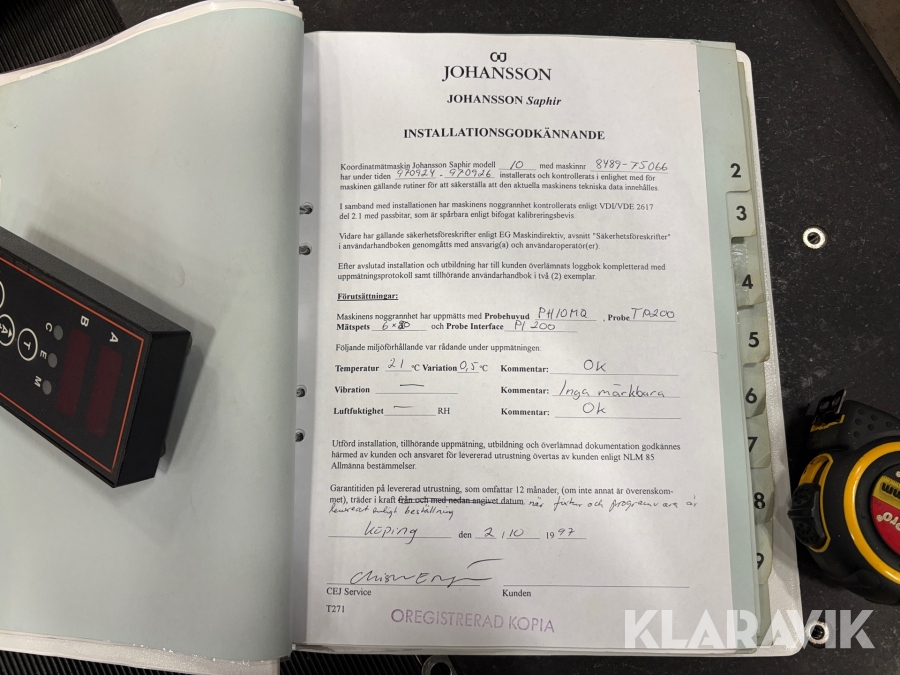 CEJ
JOHANSSON
JOHANSSON Saphir
INSTALLATIONSGODKÄNNANDE
Koordinatmätmaskin Johansson Saphir modell 10 med maskinnr 8489-75066
har under tiden 970924 - 970926 installerats och kontrollerats i enlighet med för
maskinen gällande rutiner för att säkerställa att den aktuella maskinens tekniska data innehålles.
I samband med installationen har maskinens noggrannhet kontrollerats enligt VDI/VDE 2617
del 2.1 med passbitar, som är spårbara enligt bifogat kalibreringsbevis.
Vidare har gällande säkerhetsföreskrifter enligt EG Maskindirektiv, avsnitt "Säkerhetsföreskrifter"
i användarhandboken genomgåtts med ansvarig(a) och användaroperatör(er).
Efter avslutad installation och utbildning har till kunden överlämnats loggbok kompletterad med
uppmätningsprotokoll samt tillhörande användarhandbok i två (2) exemplar.
Förutsättningar:
Maskinens noggrannhet har uppmätts med Probehuvud PH10MQ , Probe TP200
Mätspets och Probe Interface PI 200
Följande miljöförhållande var rådande under uppmätningen:
Temperatur 21 °C Variation 0,5 °C Kommentar: OK
Vibration — Kommentar: Inga märkbara
Luftfuktighet — RH Kommentar: Ok
Utförd installation, tillhörande uppmätning, utbildning och överlämnad dokumentation godkännes
härmed av kunden och ansvaret för levererad utrustning övertas av kunden enligt NLM 85
Allmänna bestämmelser.
Garantitiden på levererad utrustning, som omfattar 12 månader, (om inte annat är överenskom-
met), träder i kraft från och med nedan angivet datum när och programvara är
levererat enligt beställning
Köping den 2/10 1997
CEJ Service Kunden
T271
OREGISTRERAD KOPIA
2
3
4
5
6
7
8
9
A
B
C
E
M
T
A
KLARAVIK